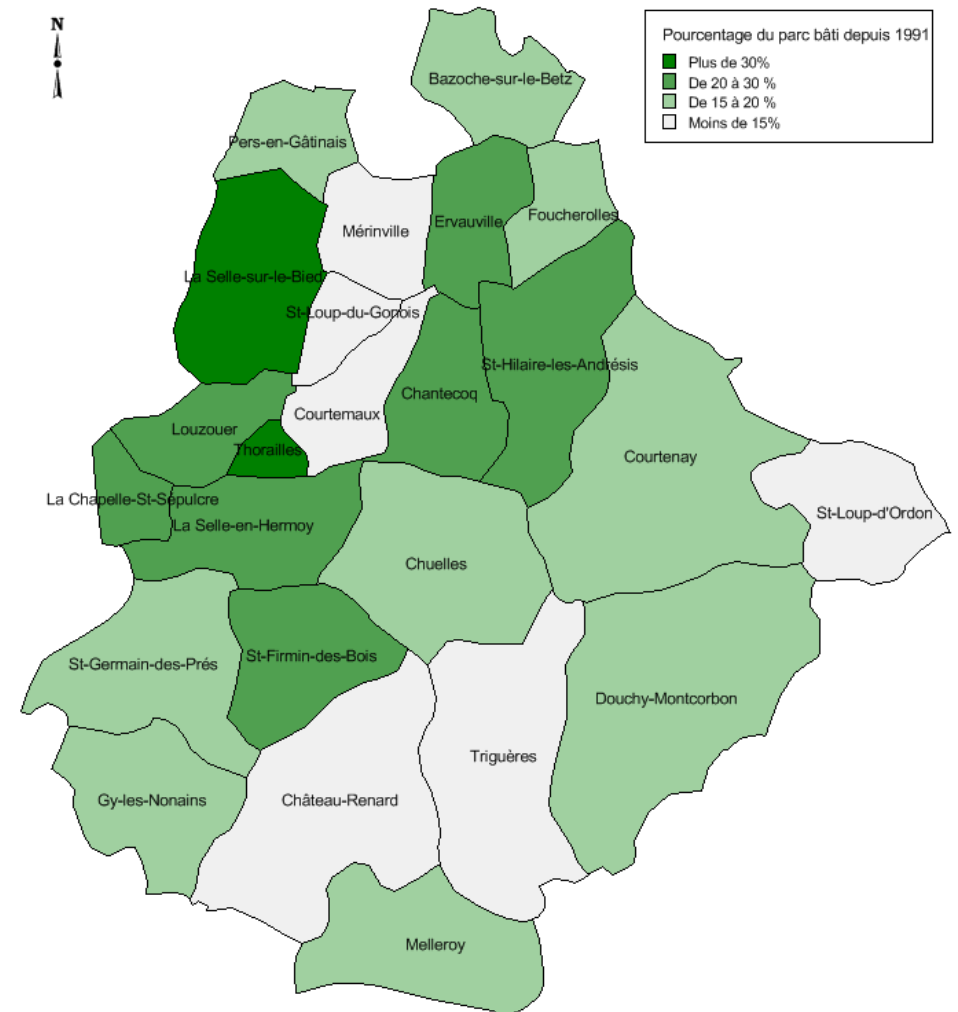 N
Pourcentage du parc bâti depuis 1991
Plus de 30%
De 20 à 30 %
De 15 à 20 %
Moins de 15%
Bazoche-sur-le-Betz
Pers-en-Gâtinais
Foucherolles
Ervauville
Mérinville
La Selle-sur-le-Bied
St-Loup-du-Gonois
St-Hilaire-les-Andrésis
Chantecoq
Courtemaux
Louzouer
Thorailles
Courtenay
La Chapelle-St-Sépulcre
St-Loup-d'Ordon
La Selle-en-Hermoy
Chuelles
St-Firmin-des-Bois
St-Germain-des-Prés
Douchy-Montcorbon
Triguères
Gy-les-Nonains
Château-Renard
Melleroy